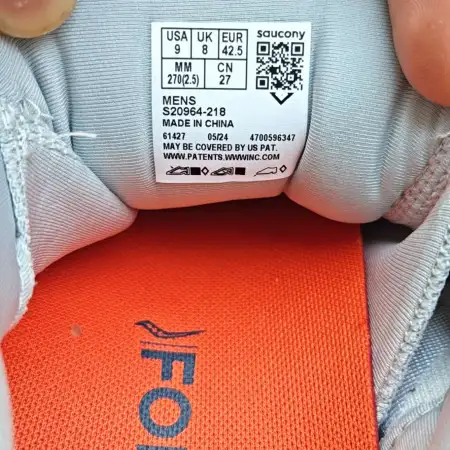 USA 9 UK 8 EUR 42.5 saucony
MM 270(2.5) CN 27
MENS
S20964-218
MADE IN CHINA
61427 05/24 4700596347
MAY BE COVERED BY US PAT.
WWW.PATENTS.WWWINC.COM
FO